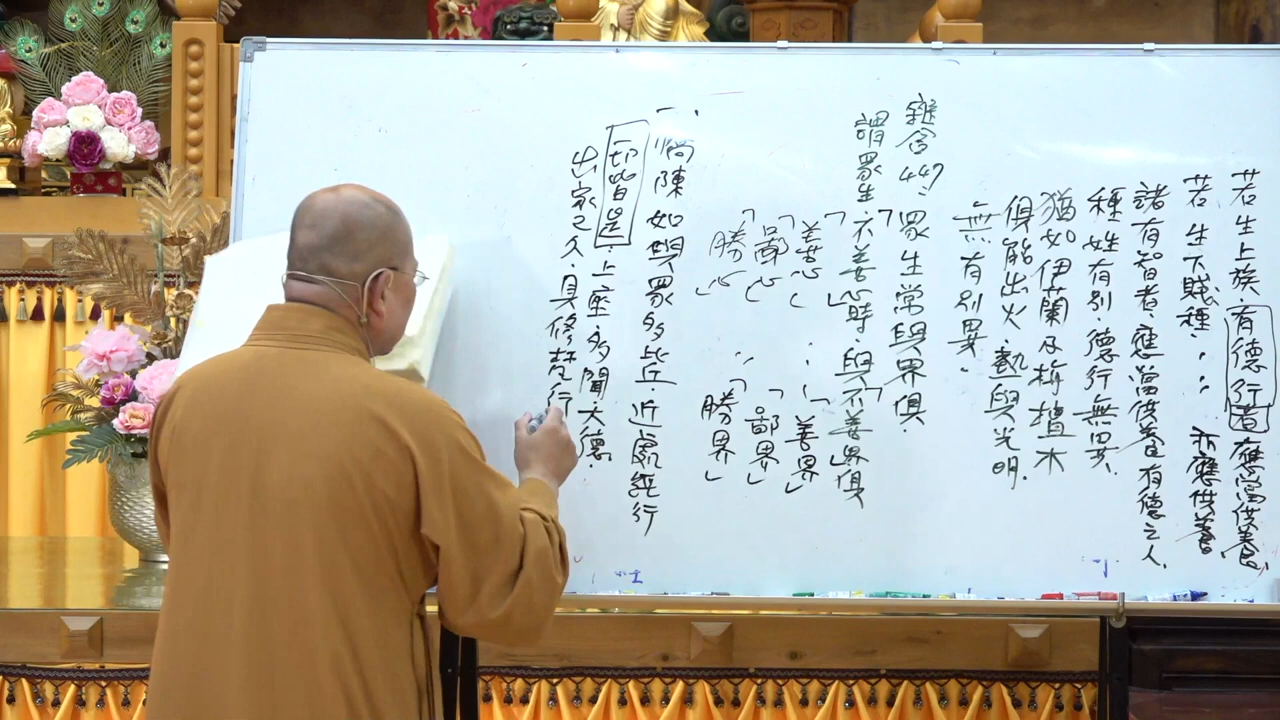 若生上族，有德行者應當供養，
若生下賤種，，，亦應供養
諸有智者，應當供養有德之人，
種姓有別，德行無異，
猶如伊蘭及栴檀木
俱能出火，熱與光明，
無有別異。
雜含447，眾生常與界俱，
謂眾生，不善心時，與不善界俱
「善心」，，「善界」
「鄙心」「鄙界」
「勝心」，，「勝界」
一、
憍陳如與眾多比丘，近處經行
一切皆是，上座多聞大德，
出家已久，具修梵行